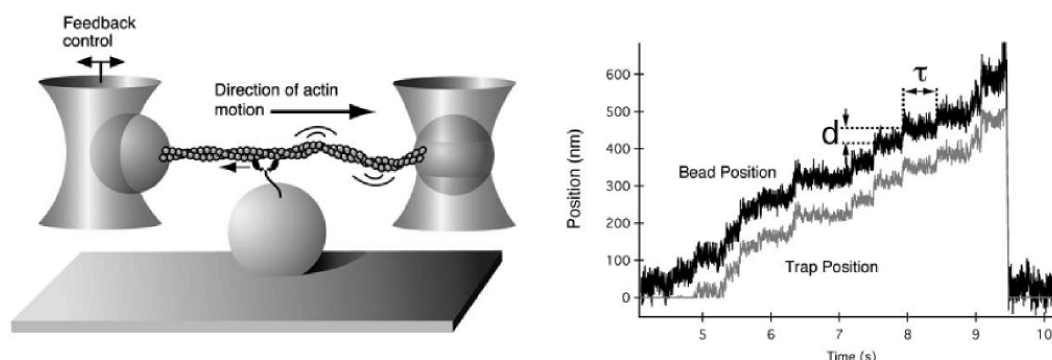 Feedback
control
Direction of actin
motion
Position (nm)
600
500
400
300
200
100
0
τ
d
Bead Position
Trap Position
5
6
7
8
9
10
Time (s)